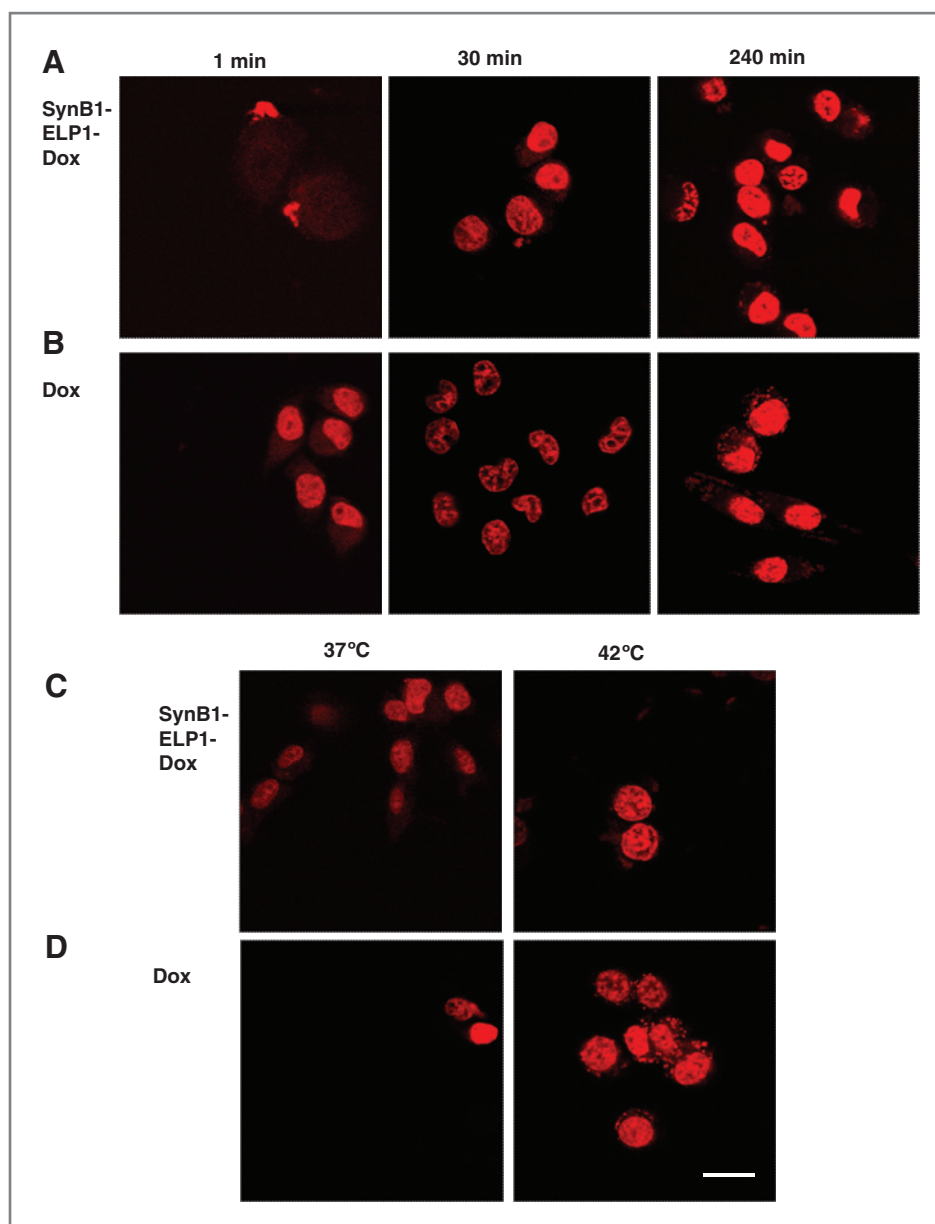 A
1 min
30 min
240 min
SynB1-
ELP1-
Dox
B
Dox
37°C
42°C
C
SynB1-
ELP1-
Dox
D
Dox